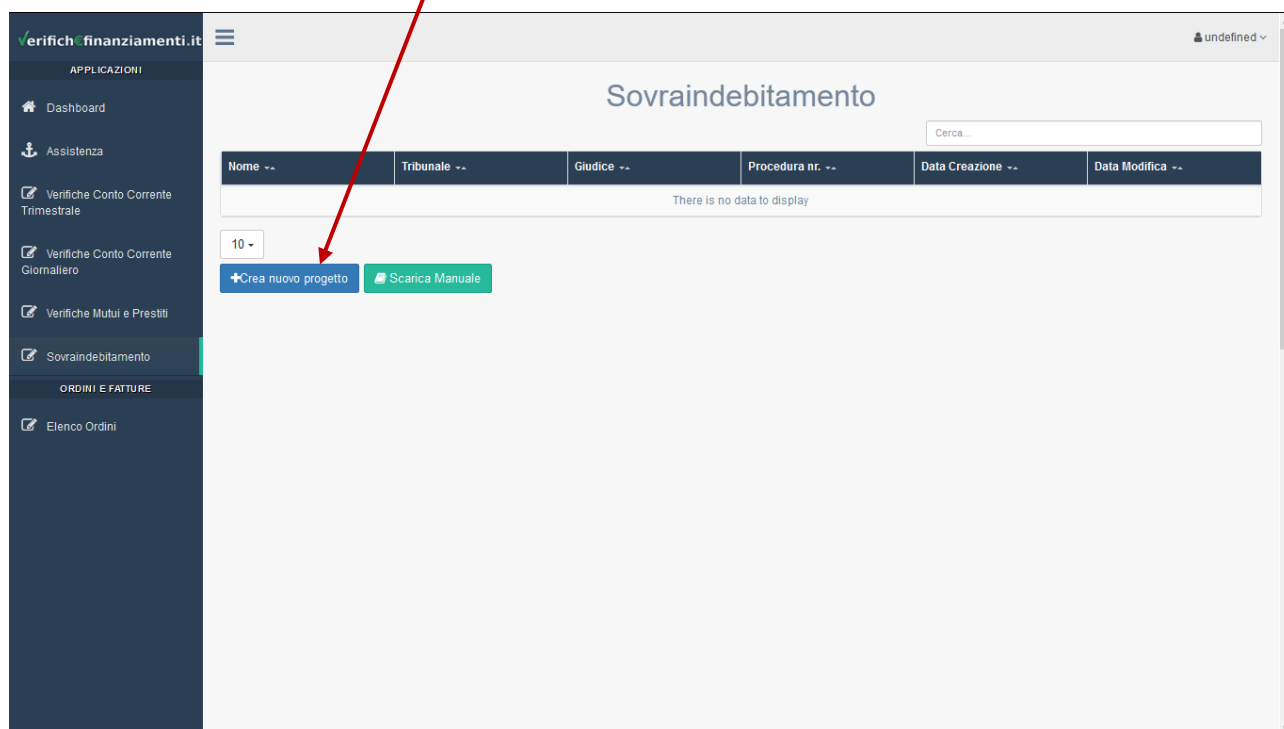 √erifich€finanziamenti.it
undefined
APPLICAZIONI
Dashboard
Assistenza
Verifiche Conto Corrente
Trimestrale
Verifiche Conto Corrente
Giornaliero
Verifiche Mutui e Prestiti
Sovraindebitamento
ORDINI E FATTURE
Elenco Ordini
Sovraindebitamento
Cerca...
Nome Tribunale Giudice Procedura nr. Data Creazione Data Modifica
There is no data to display
10
+Crea nuovo progetto Scarica Manuale